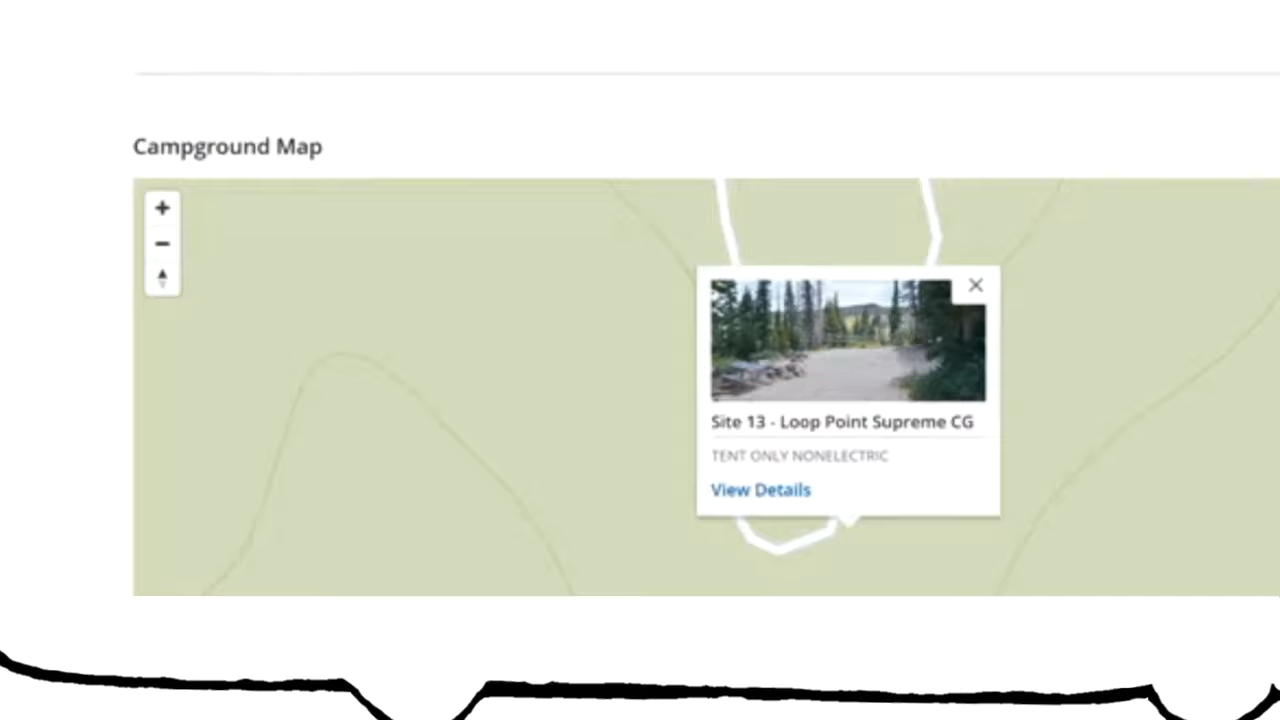 Campground Map
Site 13 - Loop Point Supreme CG
TENT ONLY NONELECTRIC
View Details